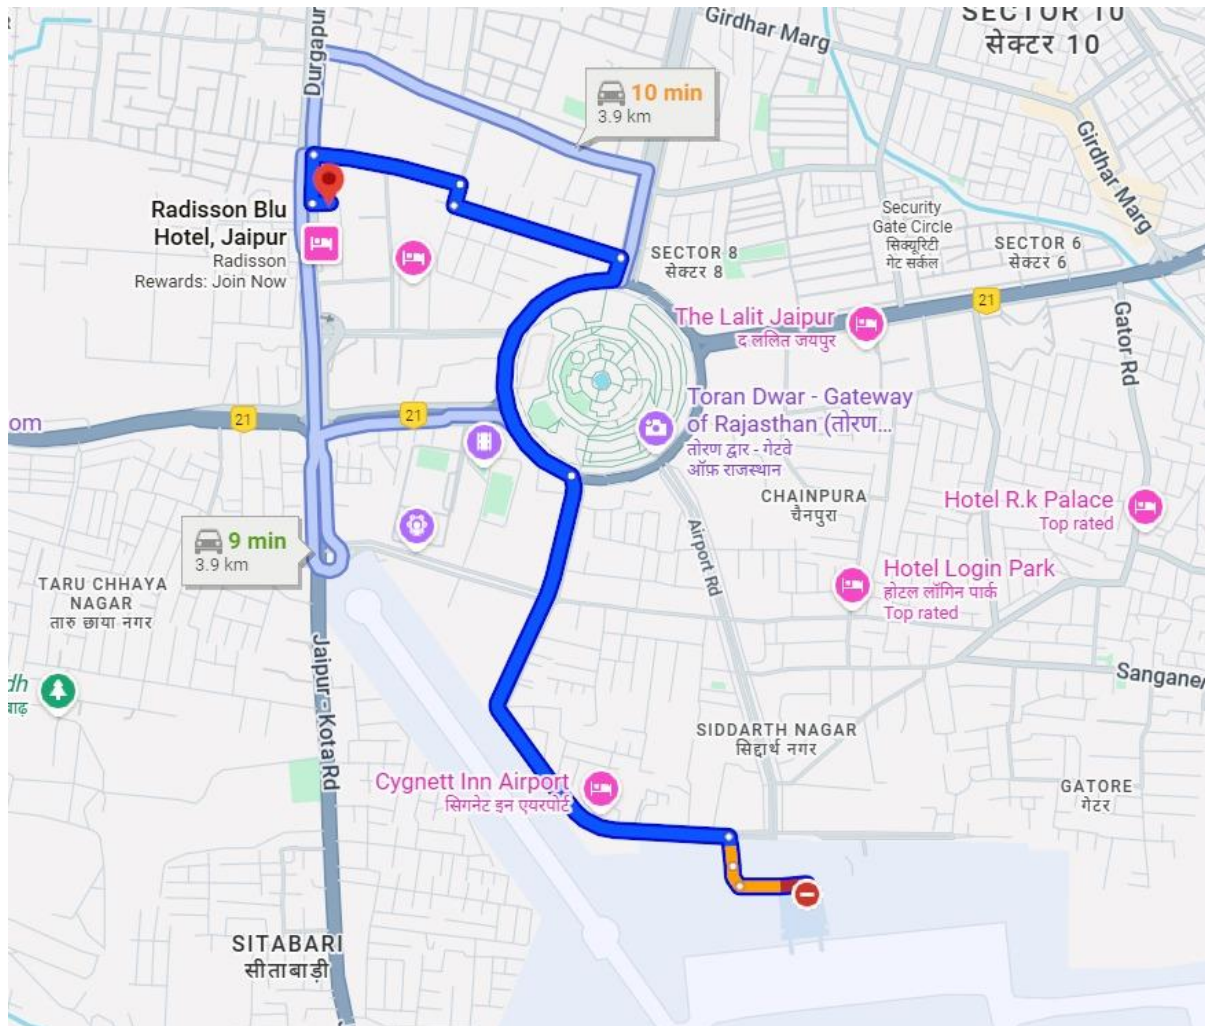 SECTOR 10
सेक्टर 10
Girdhar Marg
Durgapur
10 min
3.9 km
Girdhar Marg
Radisson Blu
Hotel, Jaipur
Radisson
Rewards: Join Now
Security
Gate Circle
सिक्यूरिटी
गेट सर्कल
SECTOR 8
सेक्टर 8
SECTOR 6
सेक्टर 6
21
The Lalit Jaipur
द ललित जयपुर
Gator Rd
Toran Dwar - Gateway
of Rajasthan (तोरण...
तोरण द्वार - गेटवे
ऑफ़ राजस्थान
om
21
21
CHAINPURA
चैनपुरा
Hotel R.k Palace
Top rated
Airport Rd
9 min
3.9 km
Hotel Login Park
होटल लॉगिन पार्क
Top rated
TARU CHHAYA
NAGAR
तारु छाया नगर
Jaipur - Kota Rd
dh
Sangane
SIDDARTH NAGAR
सिद्दार्थ नगर
Cygnett Inn Airport
सिगनेट इन एयरपोर्ट
GATORE
गेटर
SITABARI
सीताबाड़ी